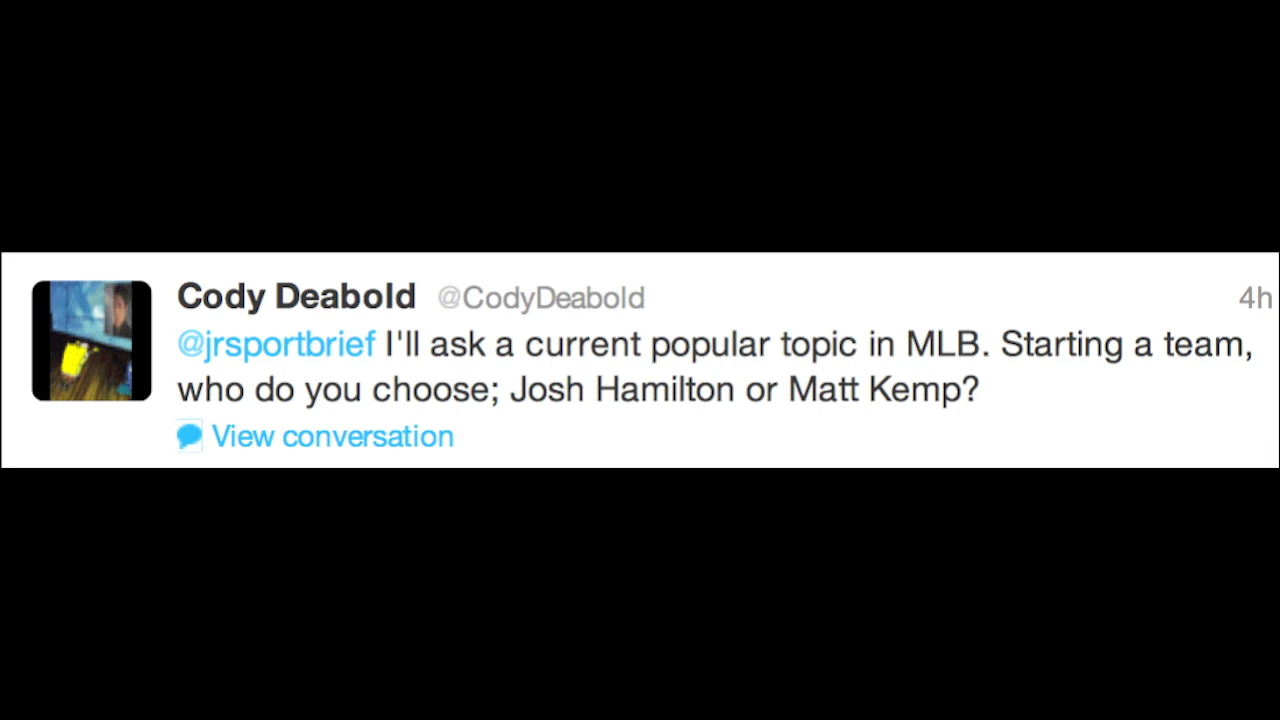 Cody Deabold @CodyDeabold 4h
@jrsportbrief I'll ask a current popular topic in MLB. Starting a team,
who do you choose; Josh Hamilton or Matt Kemp?
View conversation